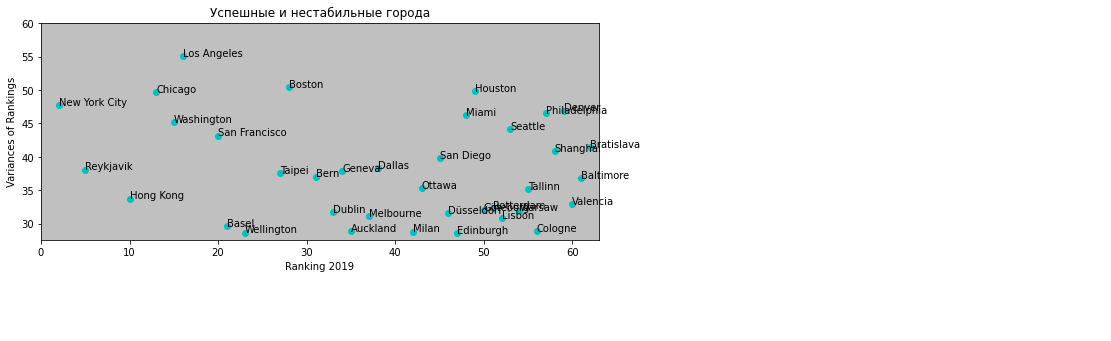 Успешные и нестабильные города
60
55
50
45
40
35
30
Variances of Rankings
Los Angeles
Boston
Chicago
Houston
New York City
Denver
Philadelphia
Miami
Washington
Seattle
San Francisco
Bratislava
Shanghai
San Diego
Reykjavik
Dallas
Geneva
Taipei
Bern
Baltimore
Ottawa
Tallinn
Hong Kong
Valencia
Rotterdam
Warsaw
Dublin
Düsseldorf
Melbourne
Lisbon
Basel
Auckland
Cologne
Milan
Wellington
Edinburgh
0 10 20 30 40 50 60
Ranking 2019